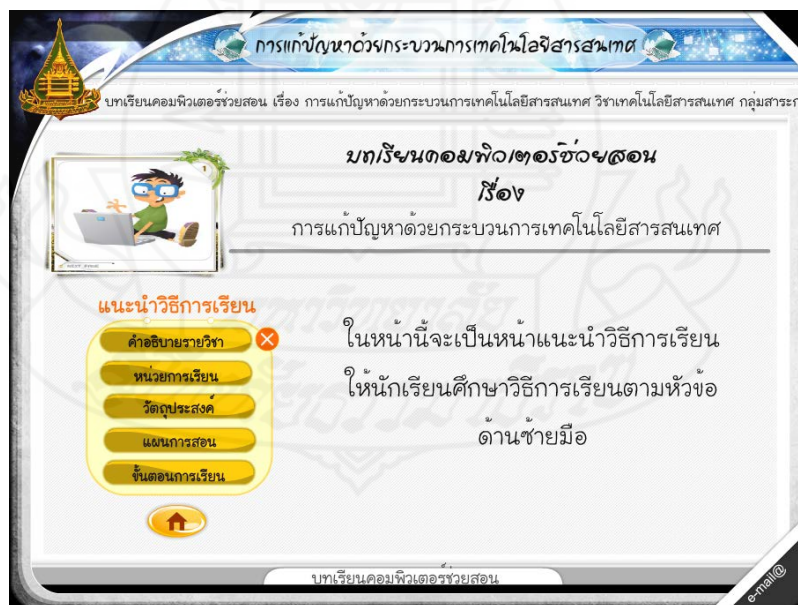 การแก้ปัญหาด้วยกระบวนการเทคโนโลยีสารสนเทศ
บทเรียนคอมพิวเตอร์ช่วยสอน เรื่อง การแก้ปัญหาด้วยกระบวนการเทคโนโลยีสารสนเทศ วิชาเทคโนโลยีสารสนเทศ กลุ่มสาระก
บทเรียนคอมพิวเตอร์ช่วยสอน
เรื่อง
การแก้ปัญหาด้วยกระบวนการเทคโนโลยีสารสนเทศ
1
แนะนำวิธีการเรียน
คำอธิบายรายวิชา
หน่วยการเรียน
วัตถุประสงค์
แผนการสอน
ขั้นตอนการเรียน
ในหน้านี้จะเป็นหน้าแนะนำวิธีการเรียน
ให้นักเรียนศึกษาวิธีการเรียนตามหัวข้อ
ด้านซ้ายมือ
บทเรียนคอมพิวเตอร์ช่วยสอน
e-mail@